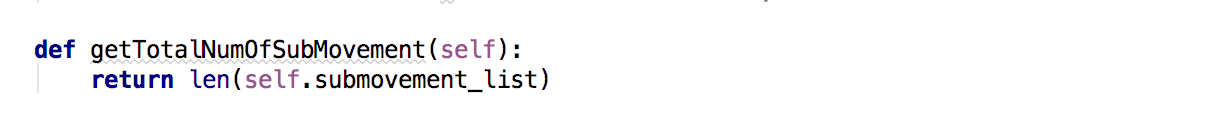 def getTotalNumOfSubMovement(self):
    return len(self.submovement_list)